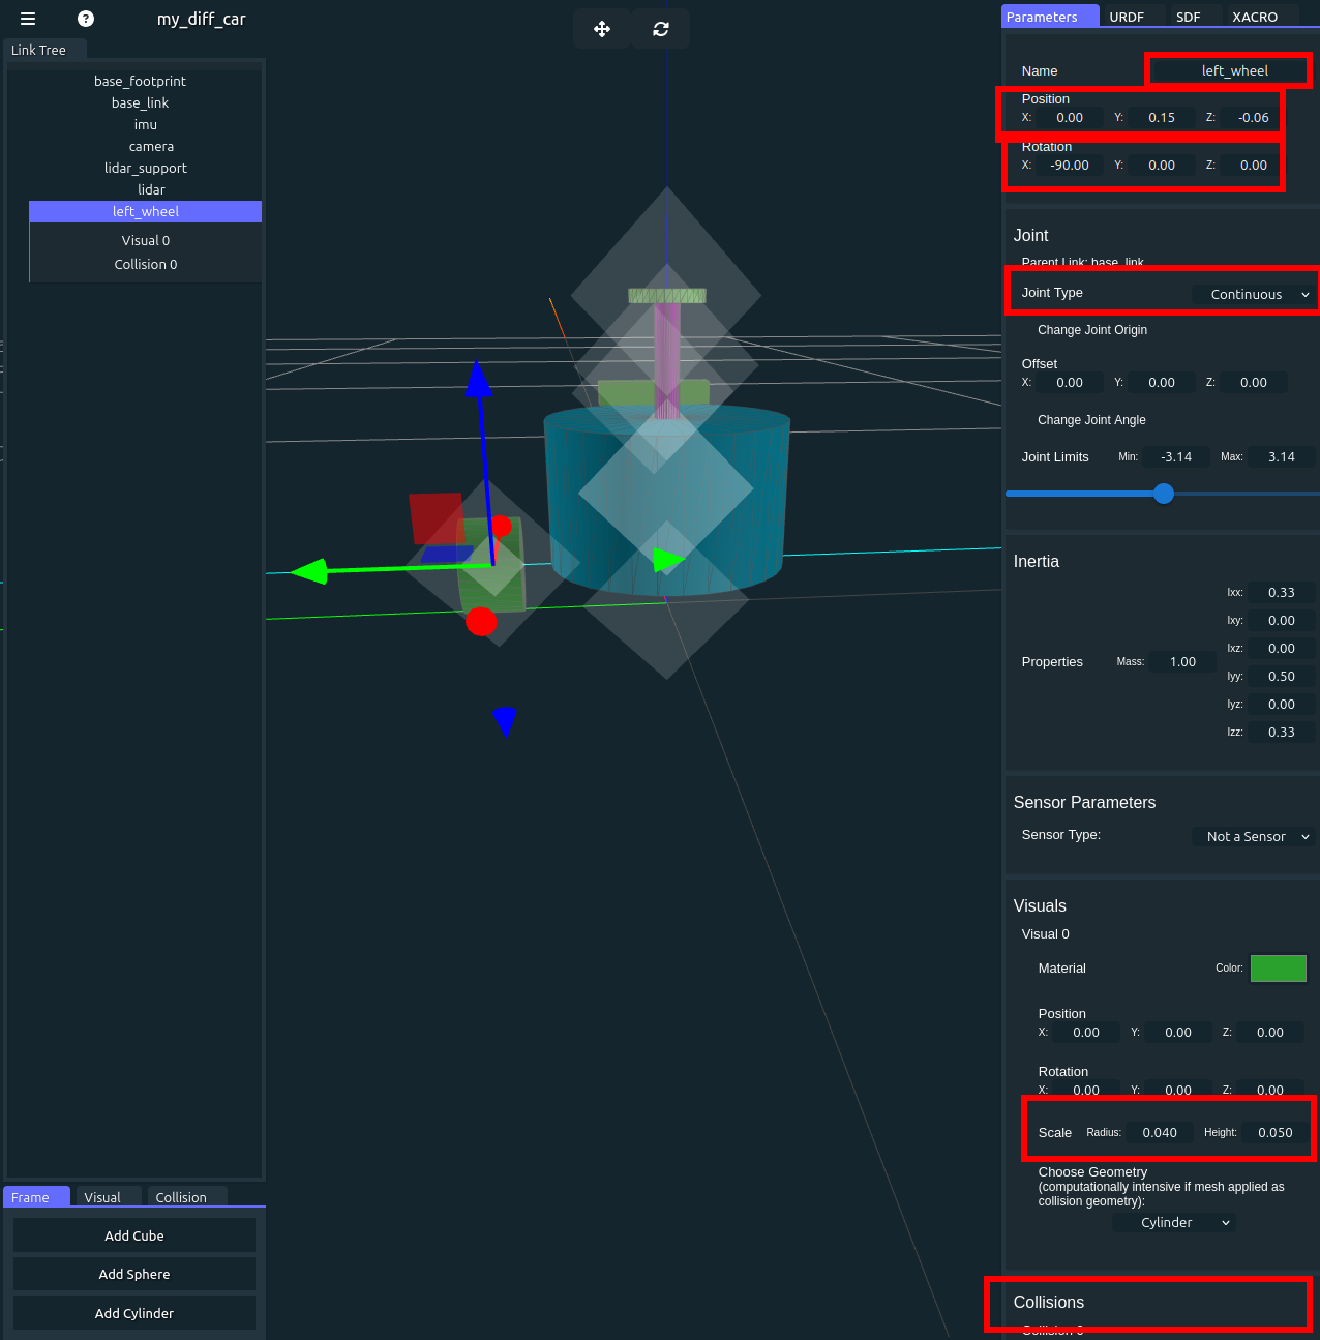 my_diff_car
Link Tree
base_footprint
base_link
imu
camera
lidar_support
lidar
left_wheel
Visual 0
Collision 0
Frame
Visual
Collision
Add Cube
Add Sphere
Add Cylinder
Parameters
URDF
SDF
XACRO
Name
left_wheel
Position
X: 0.00 Y: 0.15 Z: -0.06
Rotation
X: -90.00 Y: 0.00 Z: 0.00
Joint
Parent Link: base_link
Joint Type
Continuous
Change Joint Origin
Offset
X: 0.00 Y: 0.00 Z: 0.00
Change Joint Angle
Joint Limits Min: -3.14 Max: 3.14
Inertia
Ixx: 0.33
Ixy: 0.00
Ixz: 0.00
Properties Mass: 1.00
Iyy: 0.50
Iyz: 0.00
Izz: 0.33
Sensor Parameters
Sensor Type: Not a Sensor
Visuals
Visual 0
Material Color:
Position
X: 0.00 Y: 0.00 Z: 0.00
Rotation
X: 0.00 Y: 0.00 Z: 0.00
Scale Radius: 0.040 Height: 0.050
Choose Geometry
(computationally intensive if mesh applied as
collision geometry):
Cylinder
Collisions
Collision 0